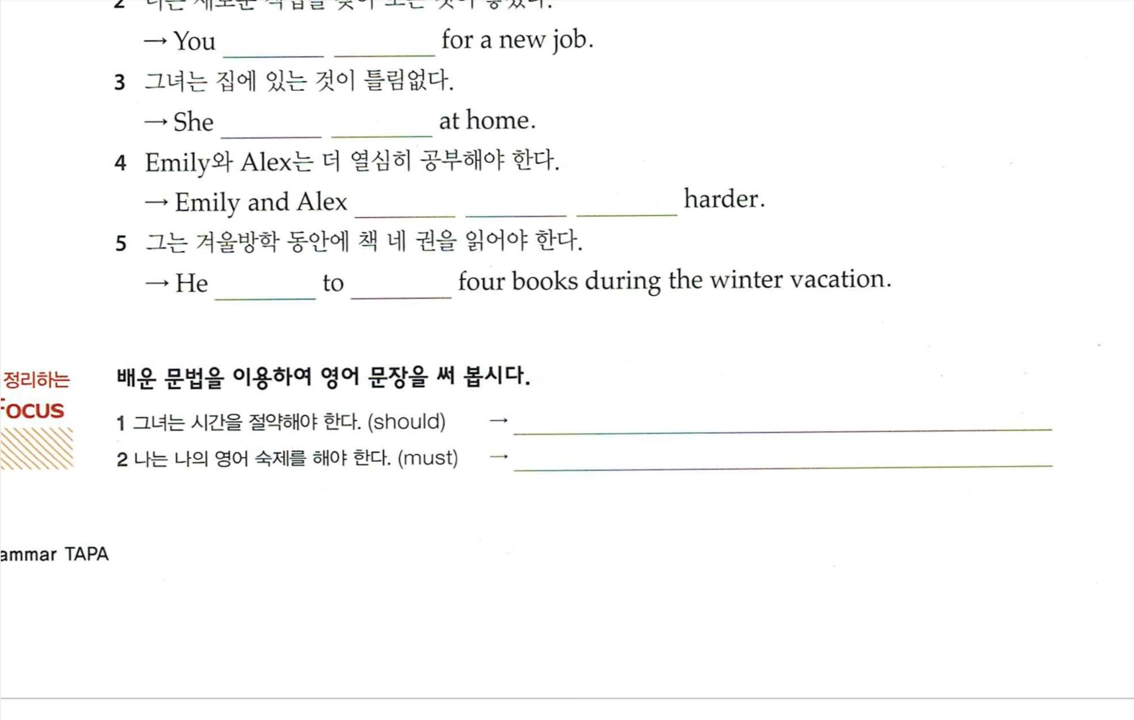 → You ________ ________ for a new job.
3 그녀는 집에 있는 것이 틀림없다.
→ She ________ ________ at home.
4 Emily와 Alex는 더 열심히 공부해야 한다.
→ Emily and Alex ________ ________ ________ harder.
5 그는 겨울방학 동안에 책 네 권을 읽어야 한다.
→ He ________ to ________ four books during the winter vacation.
정리하는
배운 문법을 이용하여 영어 문장을 써 봅시다.
FOCUS
1 그녀는 시간을 절약해야 한다. (should) → ________
2 나는 나의 영어 숙제를 해야 한다. (must) → ________
ammar TAPA